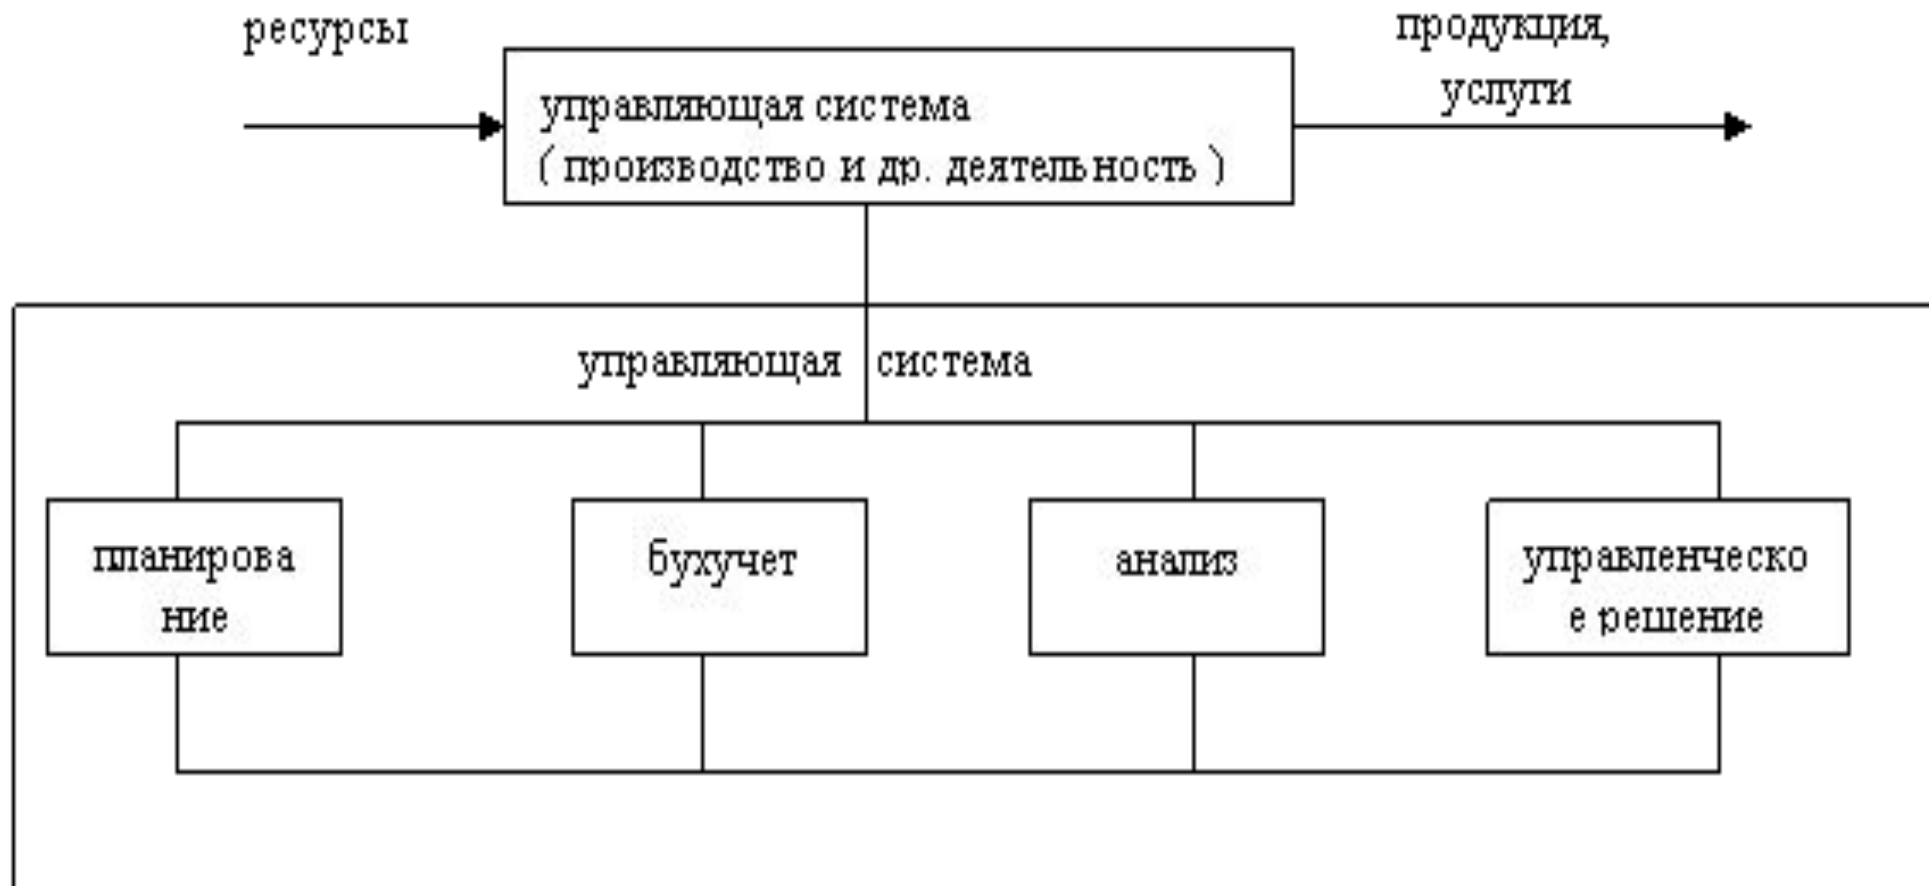 ресурсы
продукция,
услуги
управляющая система
( производство и др. деятельность )
управляющая система
планирова
ние
бухучет
анализ
управленческо
е решение